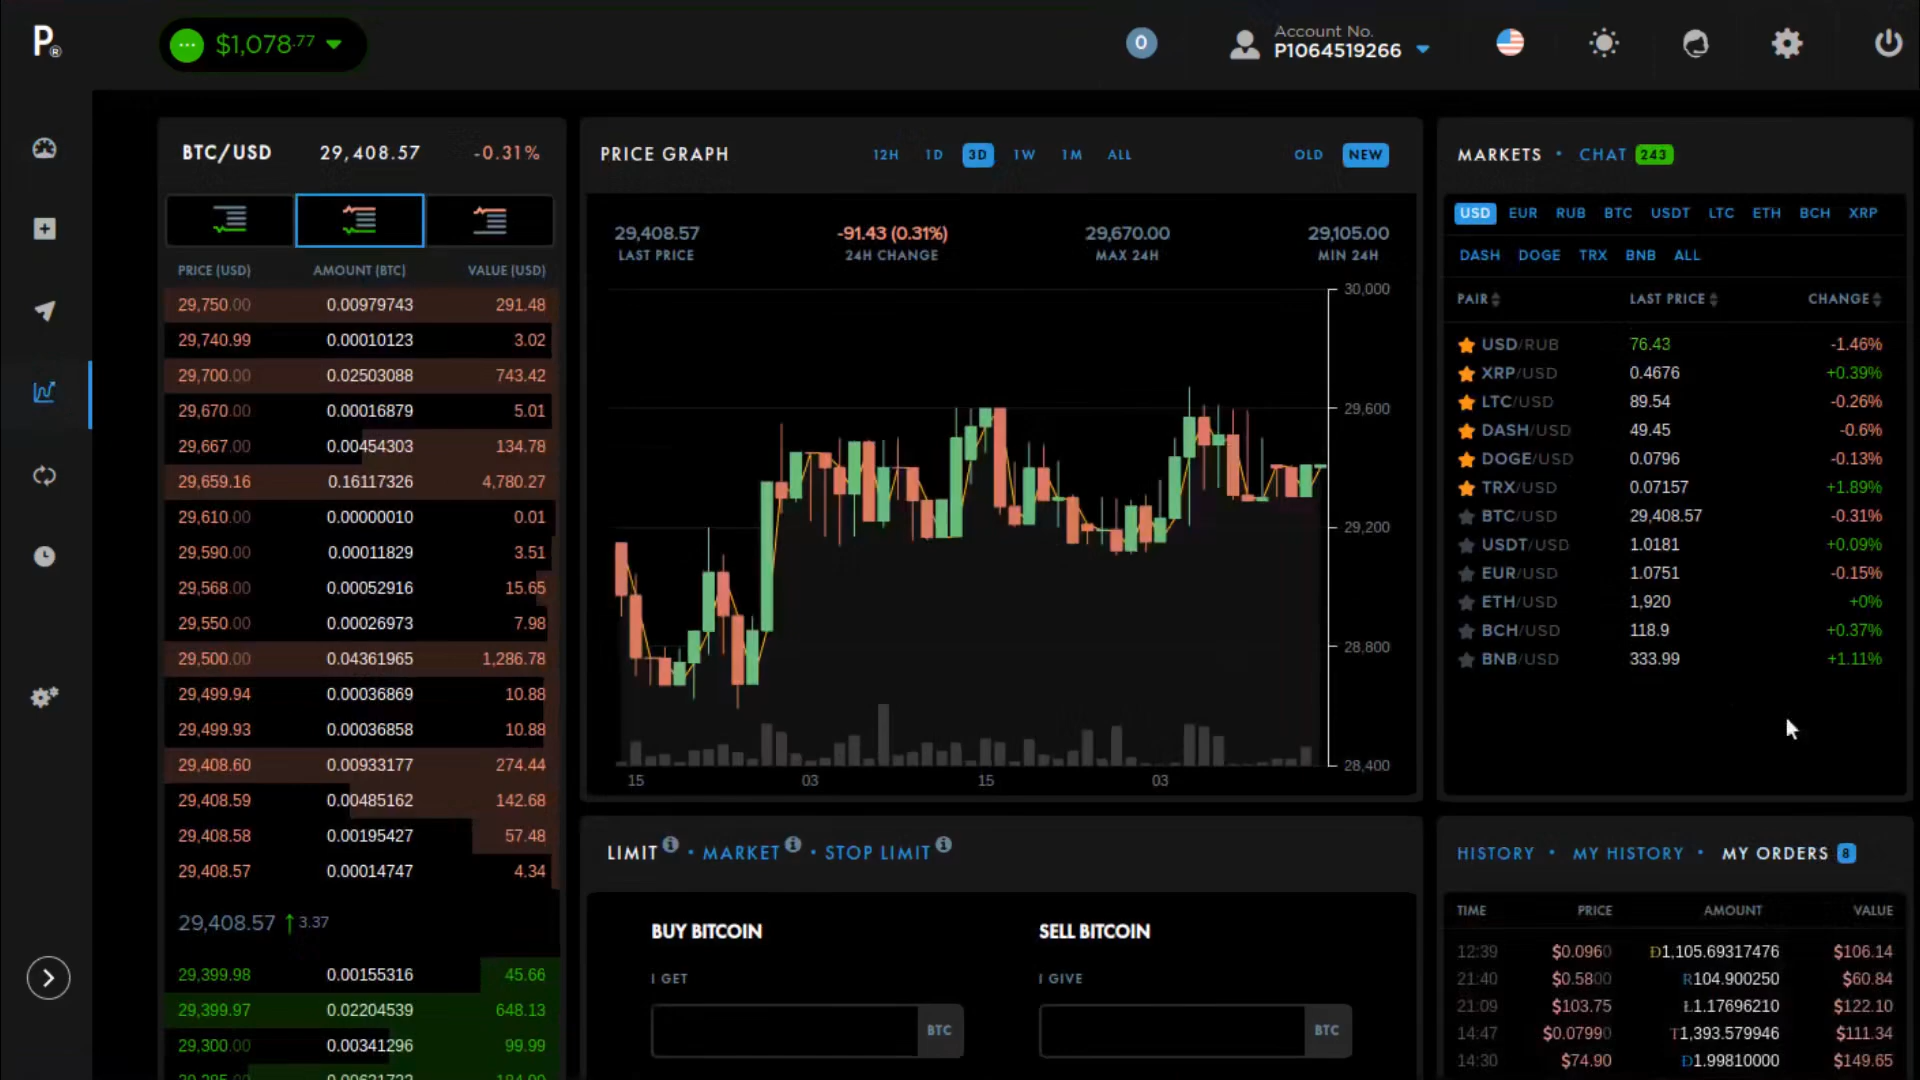 P®
$1,078.77
0
Account No.
P1064519266
BTC/USD 29,408.57 -0.31%
PRICE (USD) AMOUNT (BTC) VALUE (USD)
29,750.00 0.00979743 291.48
29,740.99 0.00010123 3.02
29,700.00 0.02503088 743.42
29,670.00 0.00016879 5.01
29,667.00 0.00454303 134.78
29,659.16 0.16117326 4,780.27
29,610.00 0.00000010 0.01
29,590.00 0.00011829 3.51
29,568.00 0.00052916 15.65
29,550.00 0.00026973 7.98
29,500.00 0.04361965 1,286.78
29,499.94 0.00036869 10.88
29,499.93 0.00036858 10.88
29,408.60 0.00933177 274.44
29,408.59 0.00485162 142.68
29,408.58 0.00195427 57.48
29,408.57 0.00014747 4.34
29,408.57 ↑ 3.37
29,399.98 0.00155316 45.66
29,399.97 0.02204539 648.13
29,300.00 0.00341296 99.99
PRICE GRAPH 12H 1D 3D 1W 1M ALL OLD NEW
29,408.57 -91.43 (0.31%) 29,670.00 29,105.00
LAST PRICE 24H CHANGE MAX 24H MIN 24H
30,000
29,600
29,200
28,800
28,400
15 03 15 03
LIMIT • MARKET • STOP LIMIT
BUY BITCOIN SELL BITCOIN
I GET I GIVE
BTC BTC
MARKETS • CHAT 243
USD EUR RUB BTC USDT LTC ETH BCH XRP
DASH DOGE TRX BNB ALL
PAIR LAST PRICE CHANGE
USD/RUB 76.43 -1.46%
XRP/USD 0.4676 +0.39%
LTC/USD 89.54 -0.26%
DASH/USD 49.45 -0.6%
DOGE/USD 0.0796 -0.13%
TRX/USD 0.07157 +1.89%
BTC/USD 29,408.57 -0.31%
USDT/USD 1.0181 +0.09%
EUR/USD 1.0751 -0.15%
ETH/USD 1,920 +0%
BCH/USD 118.9 +0.37%
BNB/USD 333.99 +1.11%
HISTORY • MY HISTORY • MY ORDERS 8
TIME PRICE AMOUNT VALUE
12:39 $0.0960 Ð1,105.69317476 $106.14
21:40 $0.5800 R104.900250 $60.84
21:09 $103.75 Ł1.17696210 $122.10
14:47 $0.07990 T1,393.579946 $111.34
14:30 $74.90 D1.99810000 $149.65